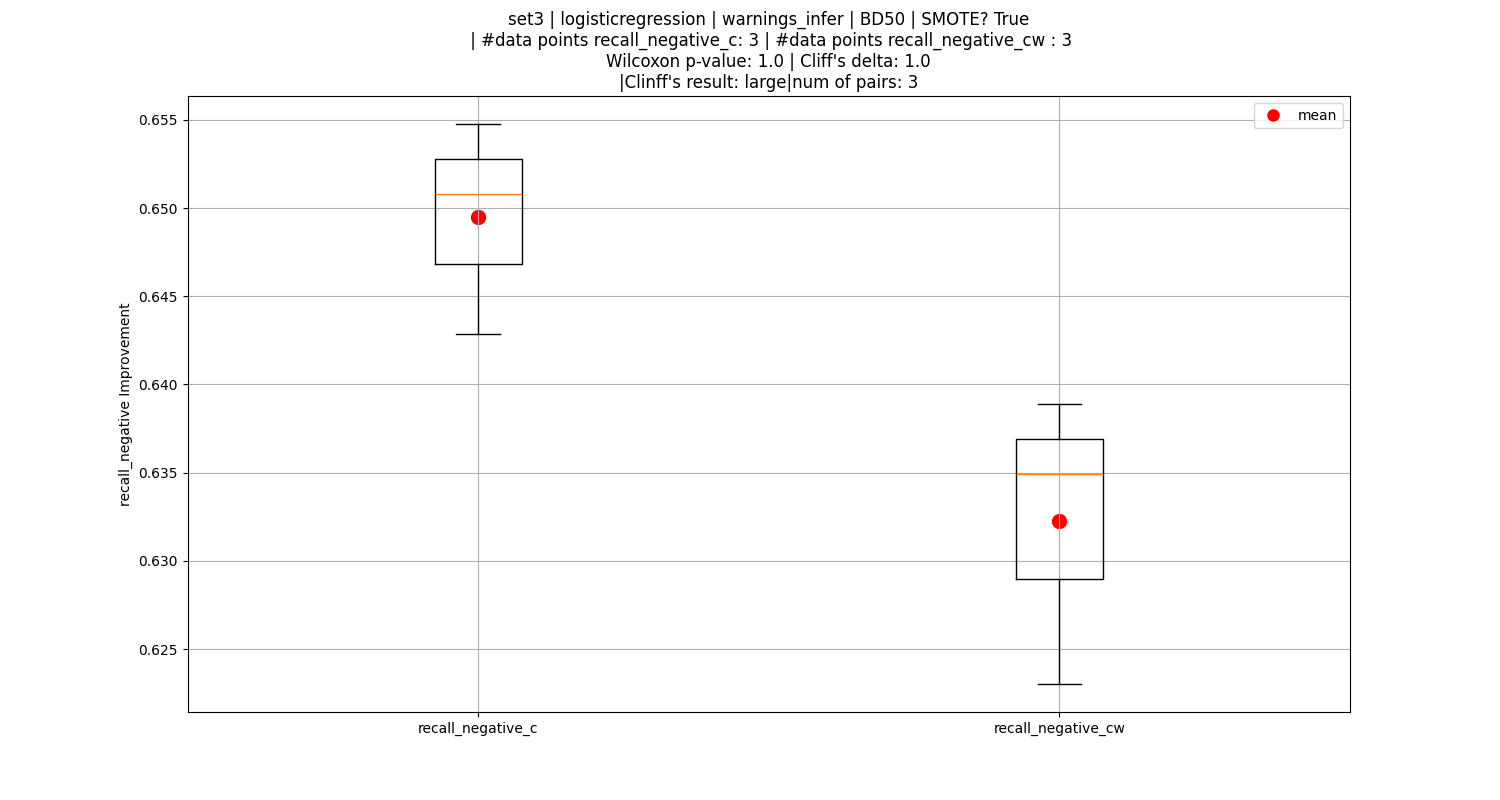 set3 | logisticregression | warnings_infer | BD50 | SMOTE? True
| #data points recall_negative_c: 3 | #data points recall_negative_cw : 3
Wilcoxon p-value: 1.0 | Cliff's delta: 1.0
|Clinff's result: large|num of pairs: 3
mean
0.655
0.650
0.645
0.640
0.635
0.630
0.625
recall_negative Improvement
recall_negative_c
recall_negative_cw